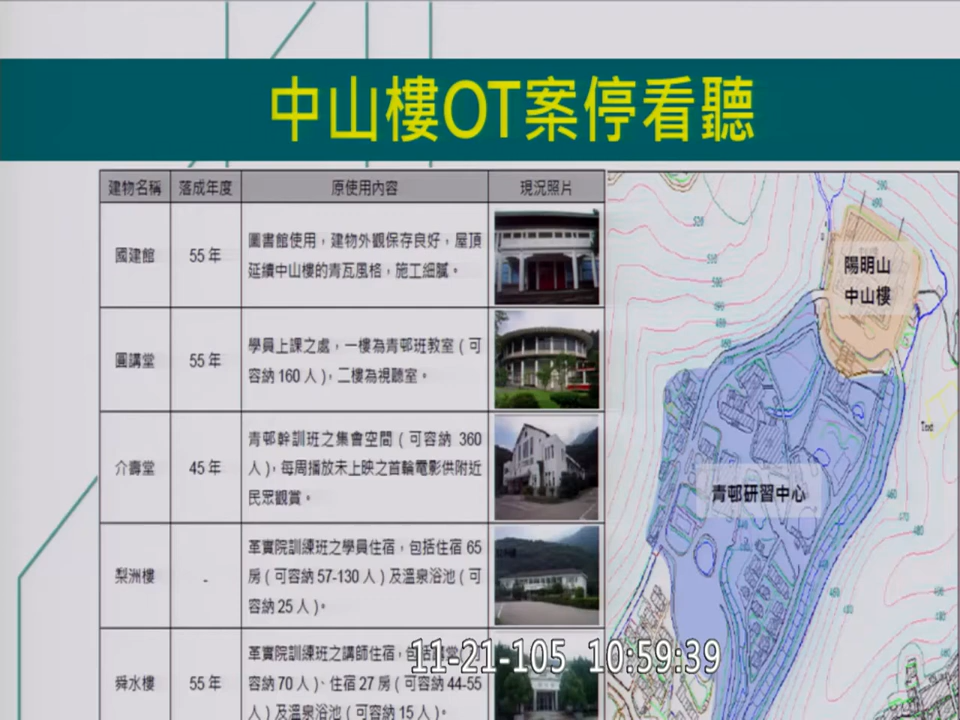 中山樓OT案停看聽
建物名稱 落成年度 原使用內容 現況照片
國建館 55年
圖書館使用，建物外觀保存良好，屋頂
延續中山樓的青瓦風格，施工細膩。
圓講堂 55年
學員上課之處，一樓為青邨班教室（可
容納160人），二樓為視聽室。
介壽堂 45年
青邨幹訓班之集會空間（可容納 360
人），每周播放未上映之首輪電影供附近
民眾觀賞。
梨洲樓 -
革實院訓練班之學員住宿，包括住宿 65
房（可容納 57-130 人）及溫泉浴池（可
容納 25 人）。
舜水樓 55年
革實院訓練班之講師住宿，包括
容納 70 人）、住宿 27 房（可容納 44-55
人）及溫泉浴池（可容納 15 人）。
陽明山
中山樓
青邨研習中心
Text
11-21-105 10:59:39